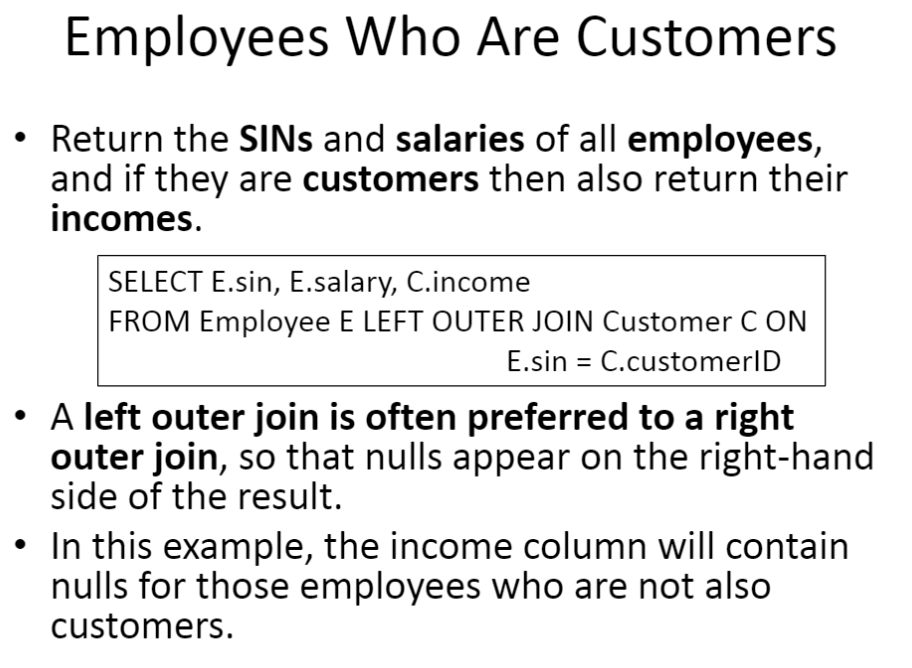 Employees Who Are Customers
• Return the SINs and salaries of all employees,
and if they are customers then also return their
incomes.
SELECT E.sin, E.salary, C.income
FROM Employee E LEFT OUTER JOIN Customer C ON
E.sin = C.customerID
• A left outer join is often preferred to a right
outer join, so that nulls appear on the right-hand
side of the result.
• In this example, the income column will contain
nulls for those employees who are not also
customers.